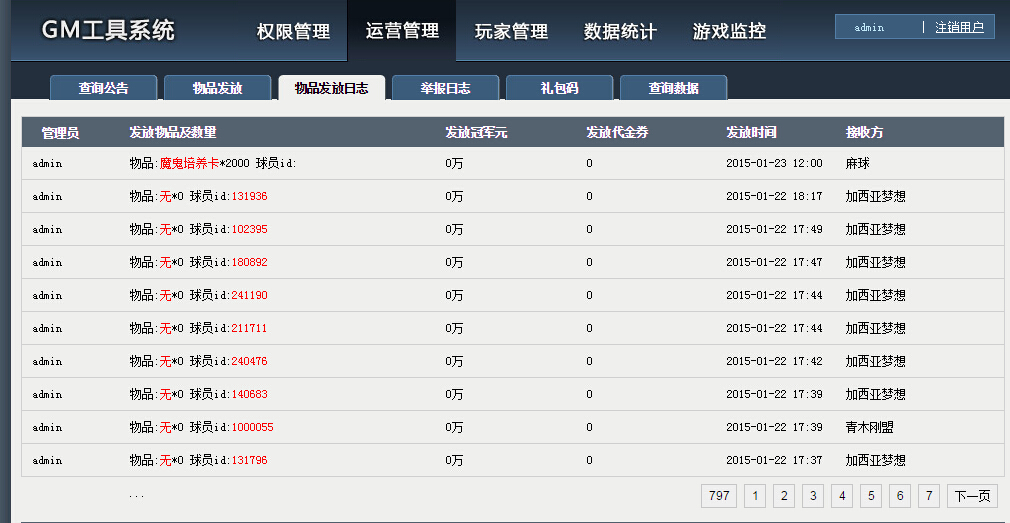 GM工具系统 权限管理 运营管理 玩家管理 数据统计 游戏监控 admin | 注销用户
查询公告 物品发放 物品发放日志 举报日志 礼包码 查询数据
管理员 发放物品及数量 发放冠军元 发放代金券 发放时间 接收方
admin 物品:魔鬼培养卡*2000 球员id: 0万 0 2015-01-23 12:00 麻球
admin 物品:无*0 球员id:131936 0万 0 2015-01-22 18:17 加西亚梦想
admin 物品:无*0 球员id:102395 0万 0 2015-01-22 17:49 加西亚梦想
admin 物品:无*0 球员id:180892 0万 0 2015-01-22 17:47 加西亚梦想
admin 物品:无*0 球员id:241190 0万 0 2015-01-22 17:44 加西亚梦想
admin 物品:无*0 球员id:211711 0万 0 2015-01-22 17:44 加西亚梦想
admin 物品:无*0 球员id:240476 0万 0 2015-01-22 17:42 加西亚梦想
admin 物品:无*0 球员id:140683 0万 0 2015-01-22 17:39 加西亚梦想
admin 物品:无*0 球员id:1000055 0万 0 2015-01-22 17:39 青木刚盟
admin 物品:无*0 球员id:131796 0万 0 2015-01-22 17:37 加西亚梦想
... 797 1 2 3 4 5 6 7 下一页